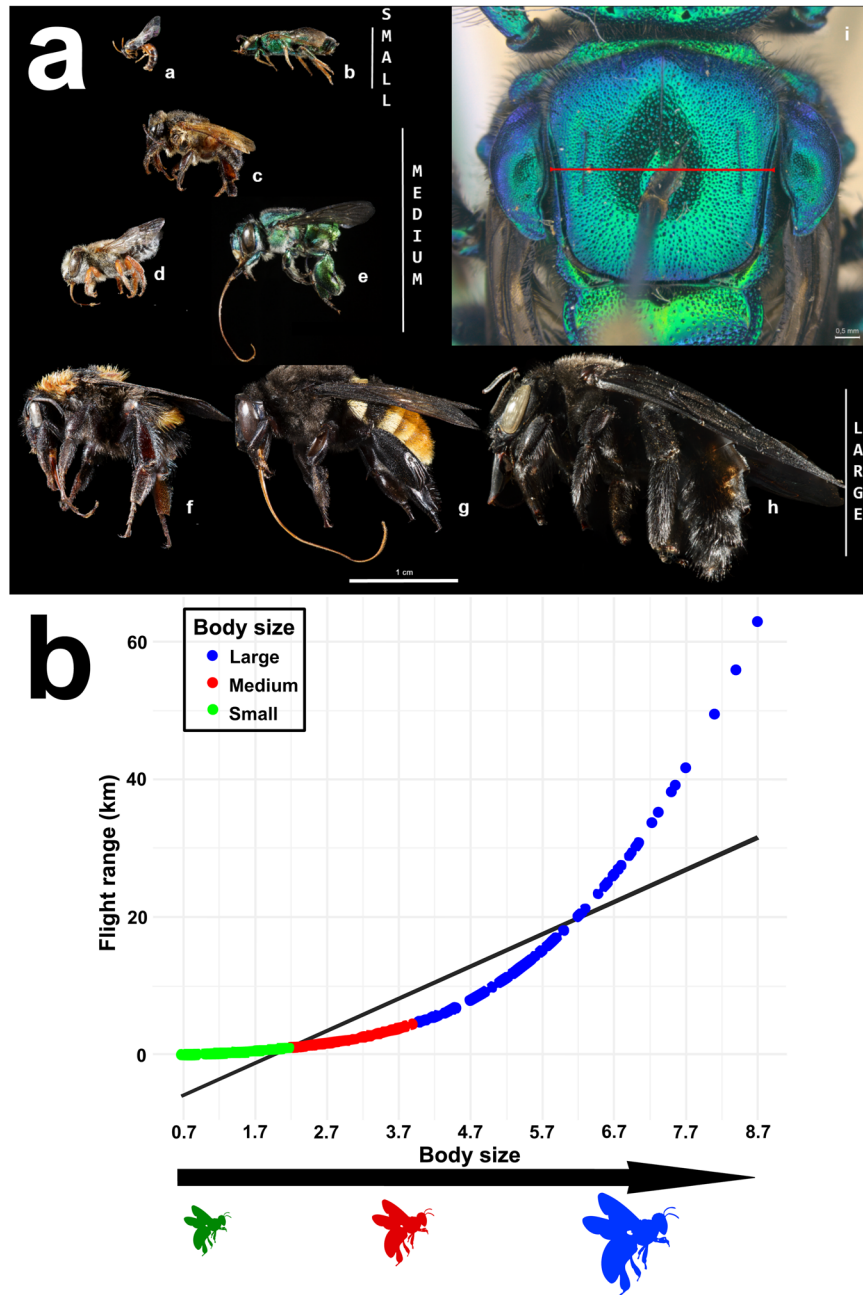 a
SMALL
a
b
i
c
MEDIUM
d
e
0,5 mm
f
g
h
LARGE
1 cm
b
Body size
Large
Medium
Small
Flight range (km)
60
40
20
0
0.7 1.7 2.7 3.7 4.7 5.7 6.7 7.7 8.7
Body size